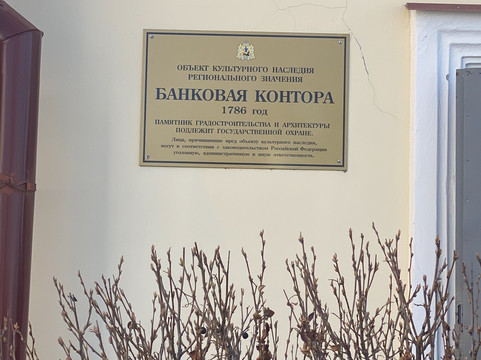 ОБЪЕКТ КУЛЬТУРНОГО НАСЛЕДИЯ
РЕГИОНАЛЬНОГО ЗНАЧЕНИЯ
БАНКОВАЯ КОНТОРА
1786 год
ПАМЯТНИК ГРАДОСТРОИТЕЛЬСТВА И АРХИТЕКТУРЫ
ПОДЛЕЖИТ ГОСУДАРСТВЕННОЙ ОХРАНЕ.
Лица, причинившие вред объекту культурного наследия,
несут в соответствии с законодательством Российской Федерации
уголовную, административную и иную ответственность.